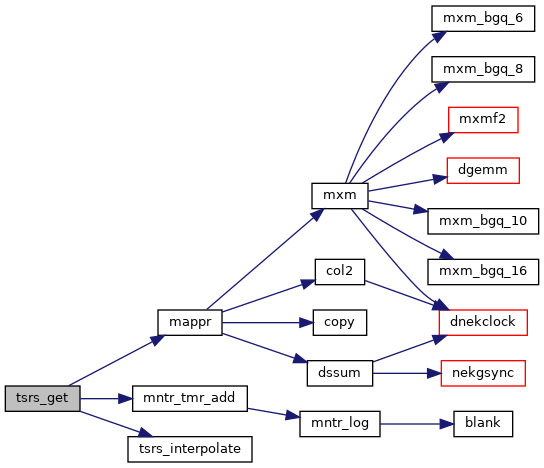 mxm_bgq_6
mxm_bgq_8
mxmf2
dgemm
mxm
mxm_bgq_10
mxm_bgq_16
col2
mappr
copy
dnekclock
dssum
nekgsync
tsrs_get
mntr_tmr_add
mntr_log
blank
tsrs_interpolate